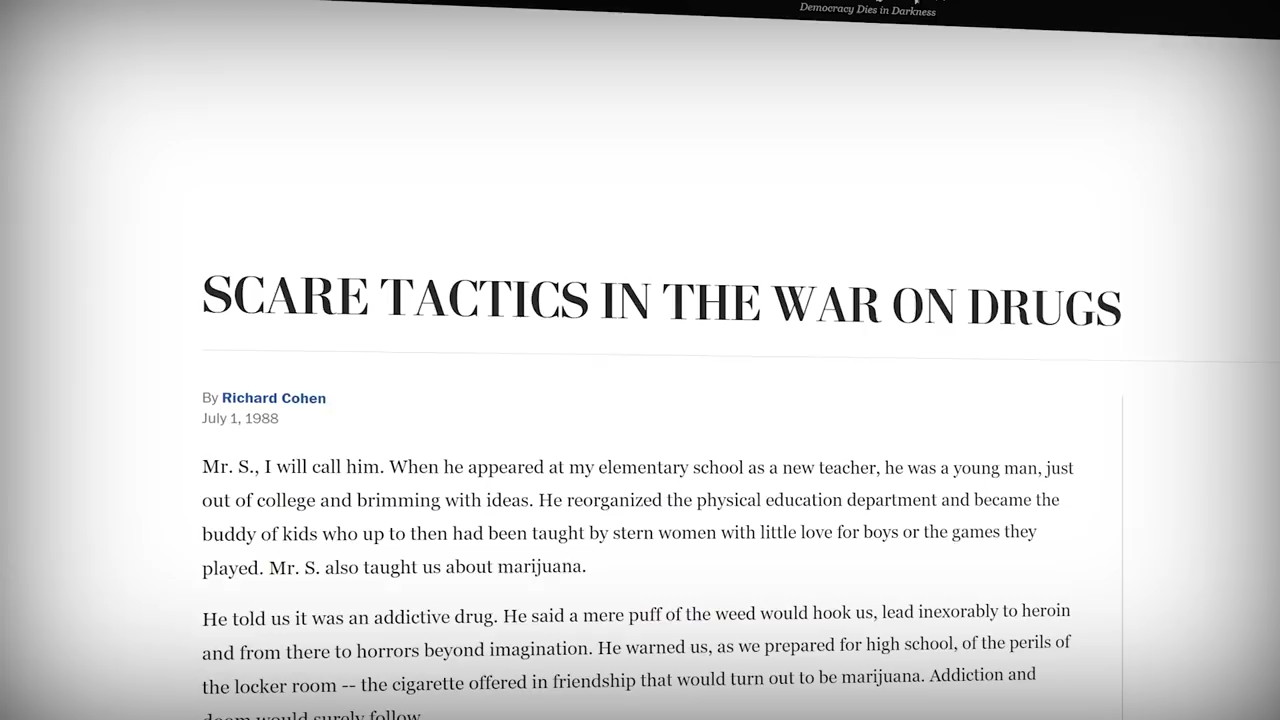 Democracy Dies in Darkness
SCARE TACTICS IN THE WAR ON DRUGS
By Richard Cohen
July 1, 1988
Mr. S., I will call him. When he appeared at my elementary school as a new teacher, he was a young man, just
out of college and brimming with ideas. He reorganized the physical education department and became the
buddy of kids who up to then had been taught by stern women with little love for boys or the games they
played. Mr. S. also taught us about marijuana.
He told us it was an addictive drug. He said a mere puff of the weed would hook us, lead inexorably to heroin
and from there to horrors beyond imagination. He warned us, as we prepared for high school, of the perils of
the locker room -- the cigarette offered in friendship that would turn out to be marijuana. Addiction and
doom would surely follow.